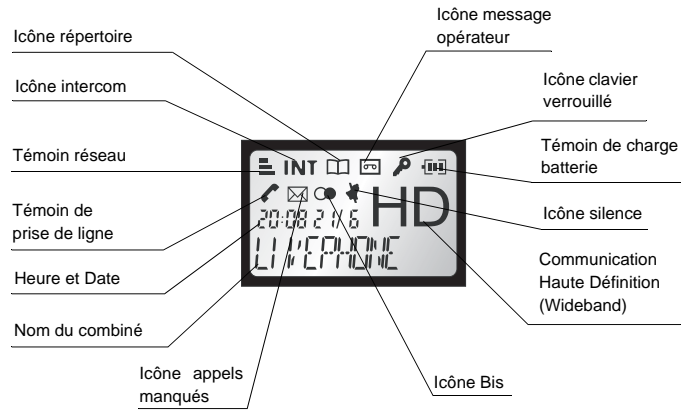 Icône message
opérateur
Icône répertoire
Icône intercom
Icône clavier
verrouillé
Témoin réseau
Témoin de charge
batterie
INT
HD
20:08 21/6
LIVEPHONE
Témoin de
prise de ligne
Icône silence
Heure et Date
Communication
Haute Définition
(Wideband)
Nom du combiné
Icône appels
manqués
Icône Bis